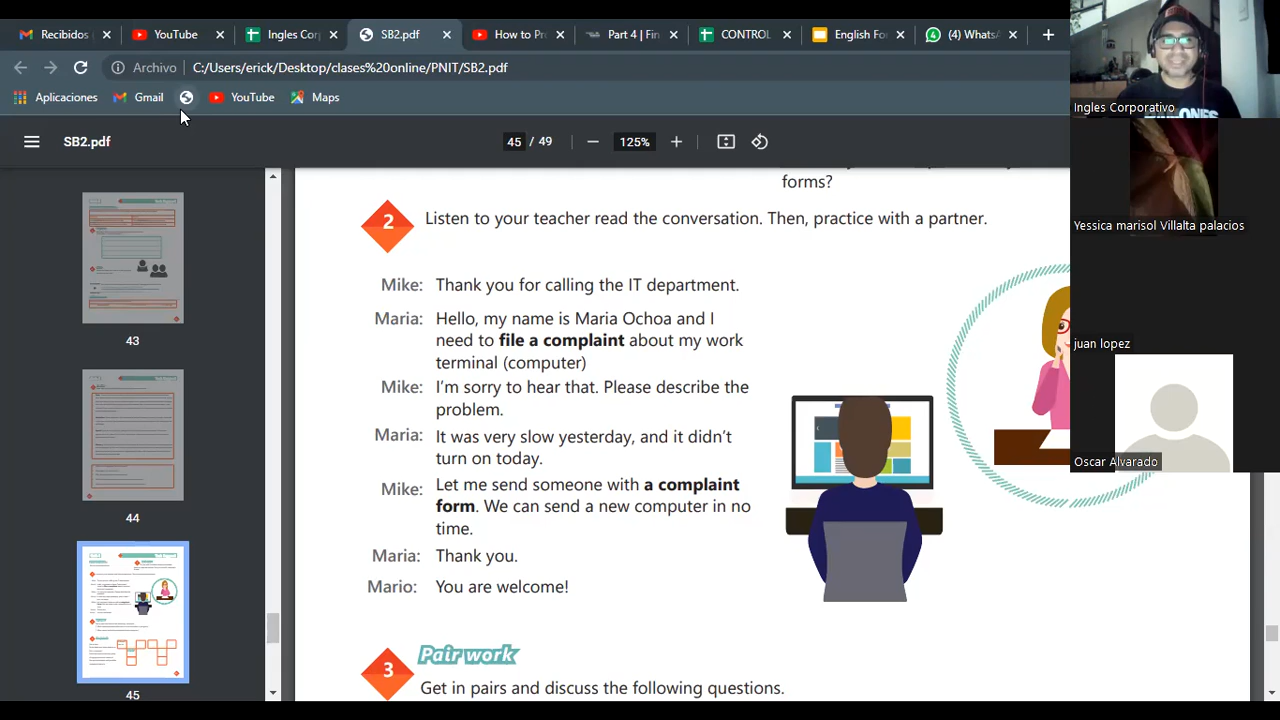 Recibidos
YouTube
Ingles Cor
SB2.pdf
How to Pr
Part 4 | Fin
CONTROL
English Fo
(4) Whats
Archivo
C:/Users/erick/Desktop/clases%20online/PNIT/SB2.pdf
Aplicaciones
Gmail
YouTube
Maps
SB2.pdf
45 / 49
125%
43
44
45
forms?
2
Listen to your teacher read the conversation. Then, practice with a partner.
Mike: Thank you for calling the IT department.
Maria: Hello, my name is Maria Ochoa and I
need to file a complaint about my work
terminal (computer)
Mike: I'm sorry to hear that. Please describe the
problem.
Maria: It was very slow yesterday, and it didn't
turn on today.
Mike: Let me send someone with a complaint
form. We can send a new computer in no
time.
Maria: Thank you.
Mario: You are welcome!
3
Pair work
Get in pairs and discuss the following questions.
Ingles Corporativo
Yessica marisol Villalta palacios
juan lopez
Oscar Alvarado